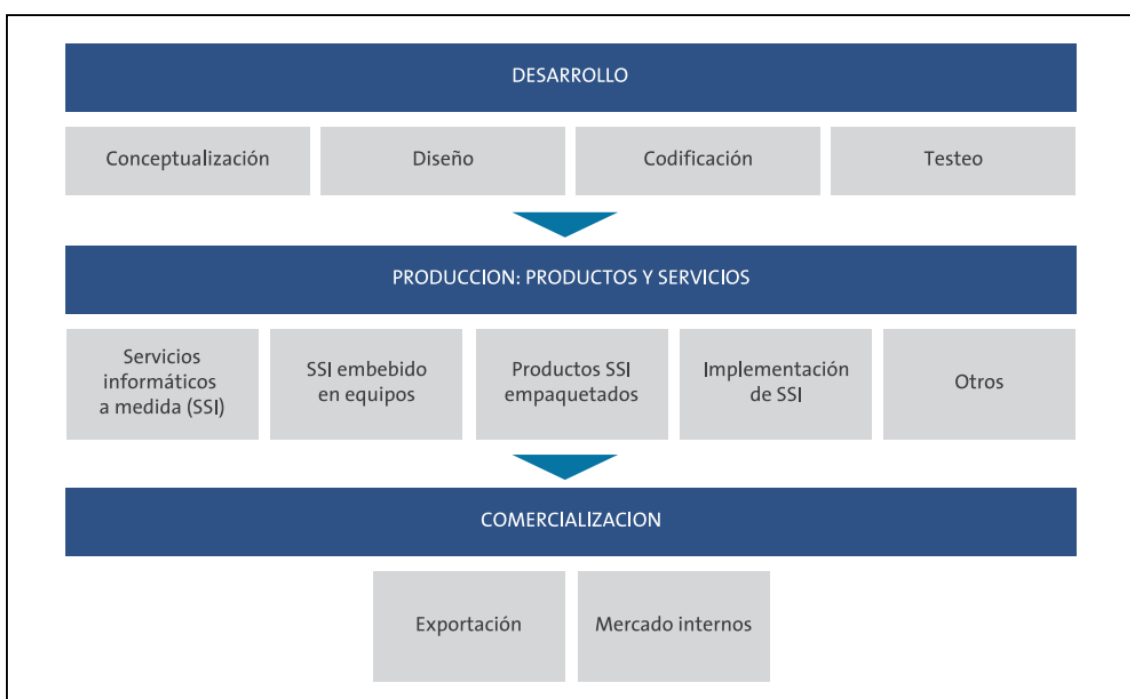 DESARROLLO
Conceptualización
Diseño
Codificación
Testeo
PRODUCCION: PRODUCTOS Y SERVICIOS
Servicios
informáticos
a medida (SSI)
SSI embebido
en equipos
Productos SSI
empaquetados
Implementación
de SSI
Otros
COMERCIALIZACION
Exportación
Mercado internos